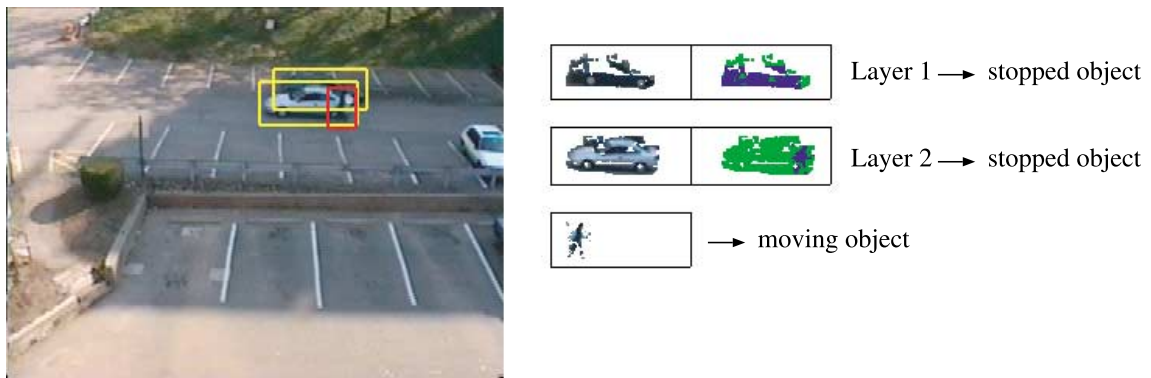 Layer 1 → stopped object
Layer 2 → stopped object
→ moving object